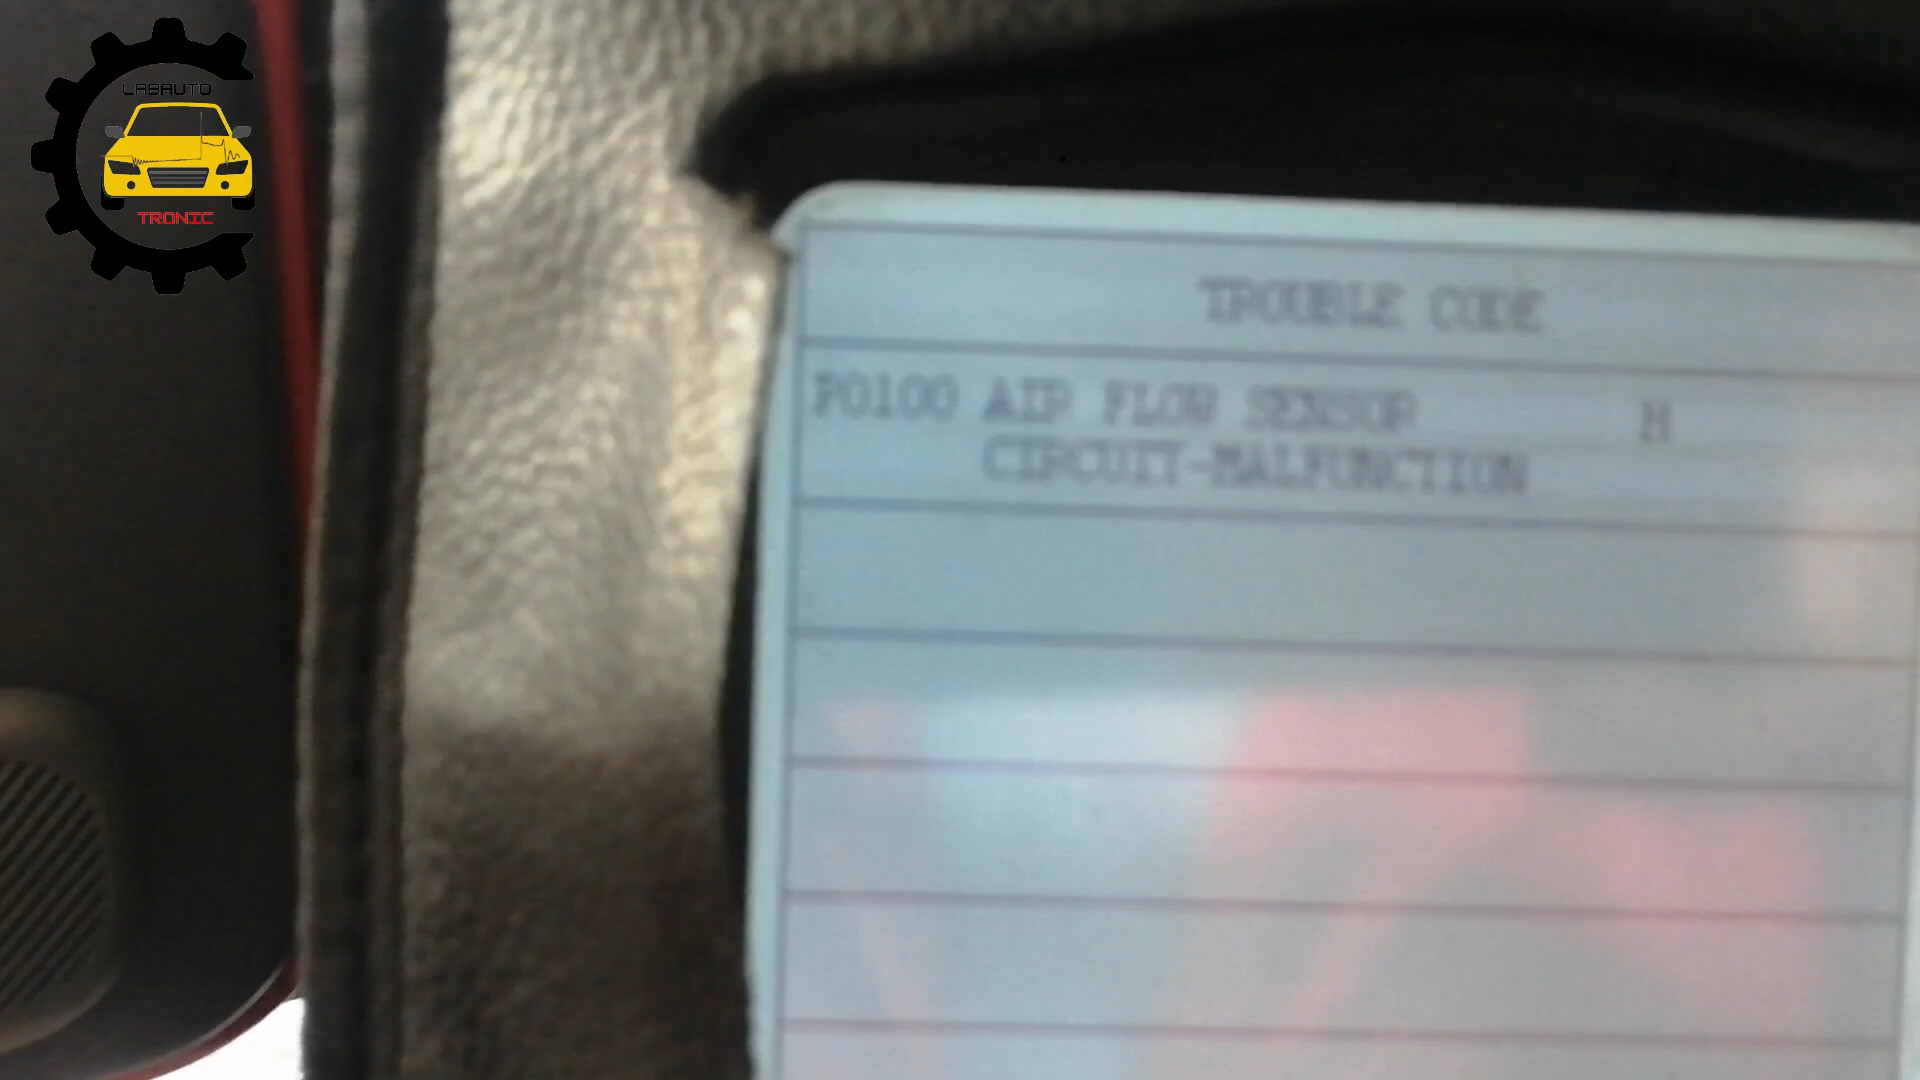 LABAUTO
TRONIC
TROUBLE CODE
P0100 AIR FLOW SENSOR H
CIRCUIT-MALFUNCTION